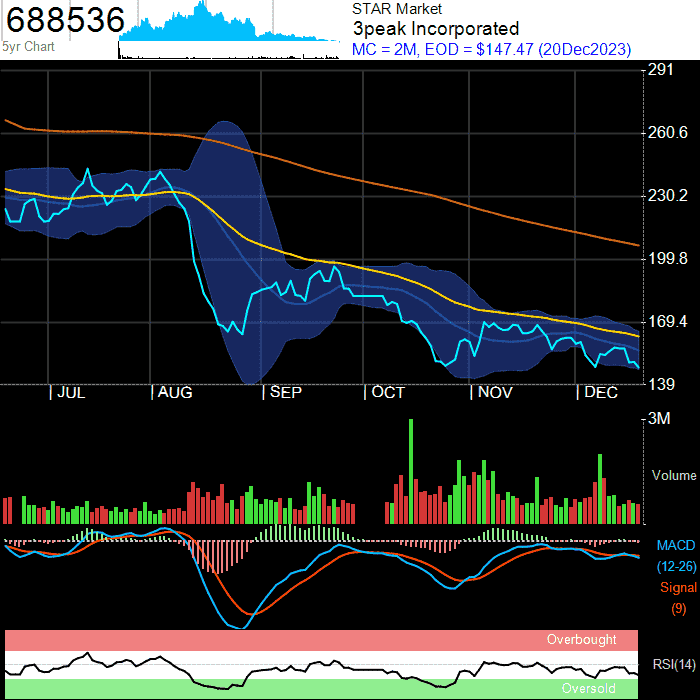 688536
5yr Chart
STAR Market
3peak Incorporated
MC = 2M, EOD = $147.47 (20Dec2023)
291
260.6
230.2
199.8
169.4
139
| JUL | AUG | SEP | OCT | NOV | DEC
3M
Volume
MACD
(12-26)
Signal
(9)
Overbought
RSI(14)
Oversold